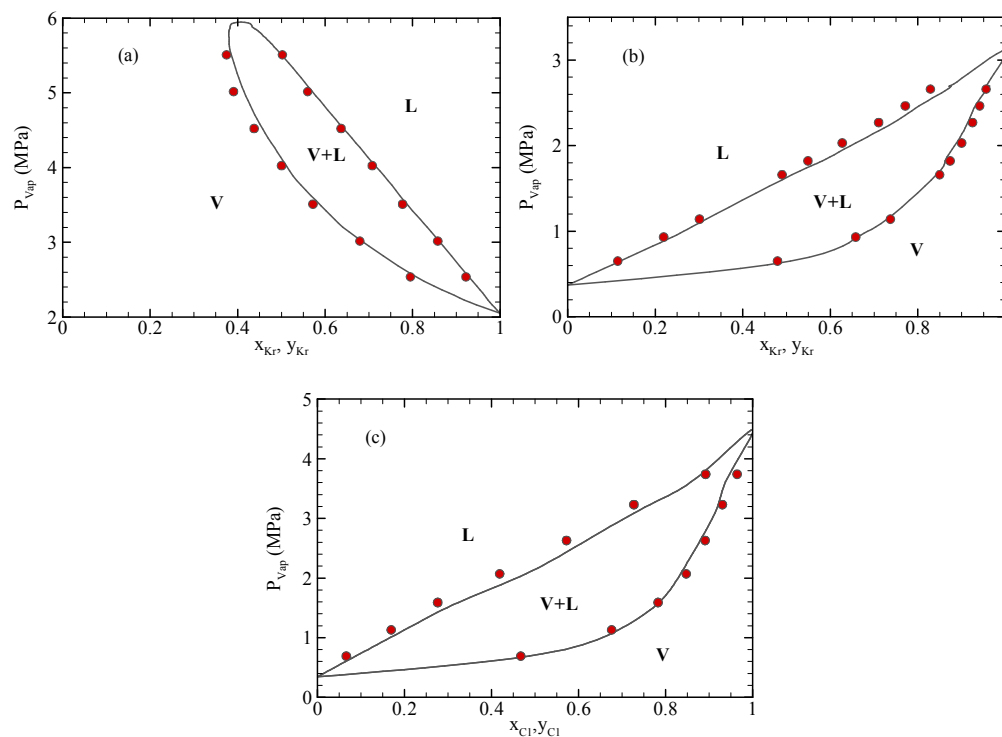 (a)
L
V+L
V
P_Vap (MPa)
6
5
4
3
2
0 0.2 0.4 0.6 0.8 1
x_Kr, y_Kr
(b)
L
V+L
V
P_Vap (MPa)
3
2
1
0
0 0.2 0.4 0.6 0.8
x_Kr, y_Kr
(c)
L
V+L
V
P_Vap (MPa)
5
4
3
2
1
0
0 0.2 0.4 0.6 0.8 1
x_C1, y_C1